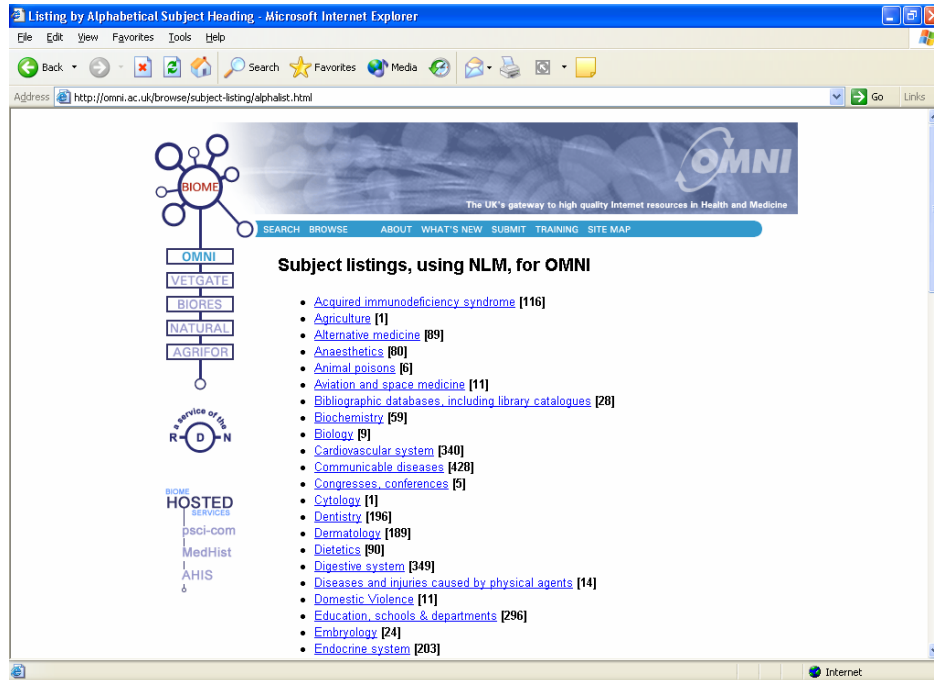 Listing by Alphabetical Subject Heading - Microsoft Internet Explorer
File Edit View Favorites Tools Help
Back Search Favorites Media
Address http://omni.ac.uk/browse/subject-listing/alphalist.html Go Links
OMNI
BIOME
The UK's gateway to high quality Internet resources in Health and Medicine
SEARCH BROWSE ABOUT WHAT'S NEW SUBMIT TRAINING SITE MAP
OMNI
VETGATE
BIORES
NATURAL
AGRIFOR
a service of the
R D N
BIOME
HOSTED
SERVICES
psci-com
MedHist
AHIS
Subject listings, using NLM, for OMNI
Acquired immunodeficiency syndrome [116]
Agriculture [1]
Alternative medicine [89]
Anaesthetics [80]
Animal poisons [6]
Aviation and space medicine [11]
Bibliographic databases, including library catalogues [28]
Biochemistry [59]
Biology [9]
Cardiovascular system [340]
Communicable diseases [428]
Congresses, conferences [5]
Cytology [1]
Dentistry [196]
Dermatology [189]
Dietetics [90]
Digestive system [349]
Diseases and injuries caused by physical agents [14]
Domestic Violence [11]
Education, schools & departments [296]
Embryology [24]
Endocrine system [203]
Internet